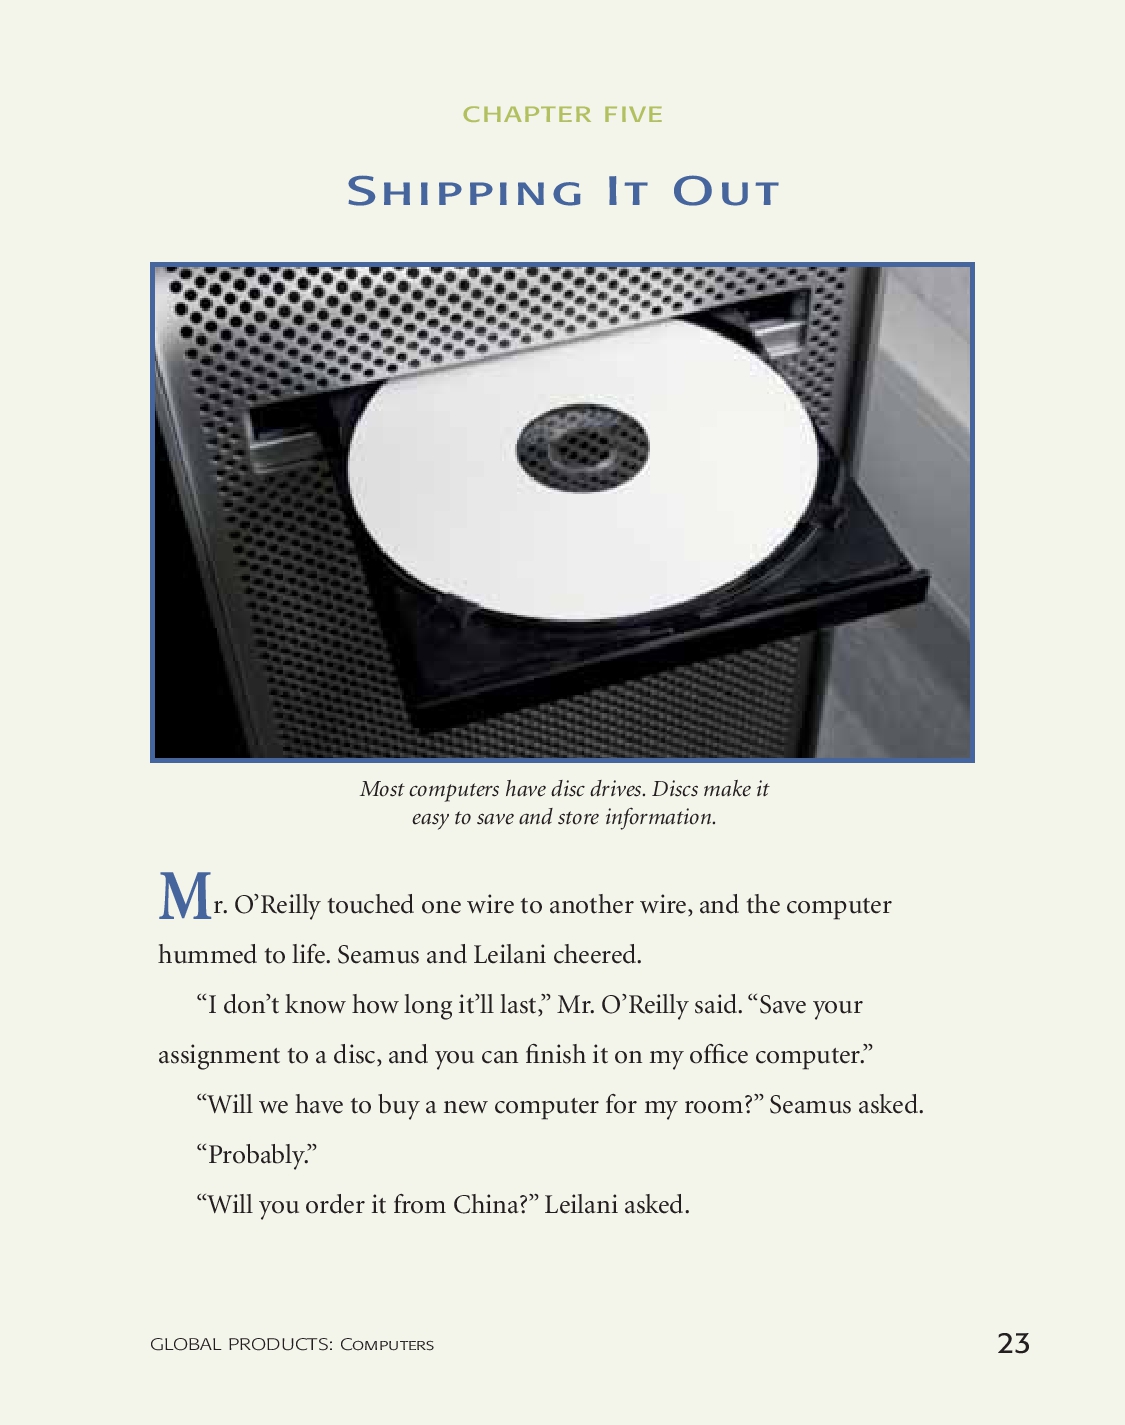 CHAPTER FIVE
Shipping It Out
Most computers have disc drives. Discs make it
easy to save and store information.
Mr. O’Reilly touched one wire to another wire, and the computer
hummed to life. Seamus and Leilani cheered.
“I don’t know how long it’ll last,” Mr. O’Reilly said. “Save your
assignment to a disc, and you can finish it on my office computer.”
“Will we have to buy a new computer for my room?” Seamus asked.
“Probably.”
“Will you order it from China?” Leilani asked.
GLOBAL PRODUCTS: Computers 23